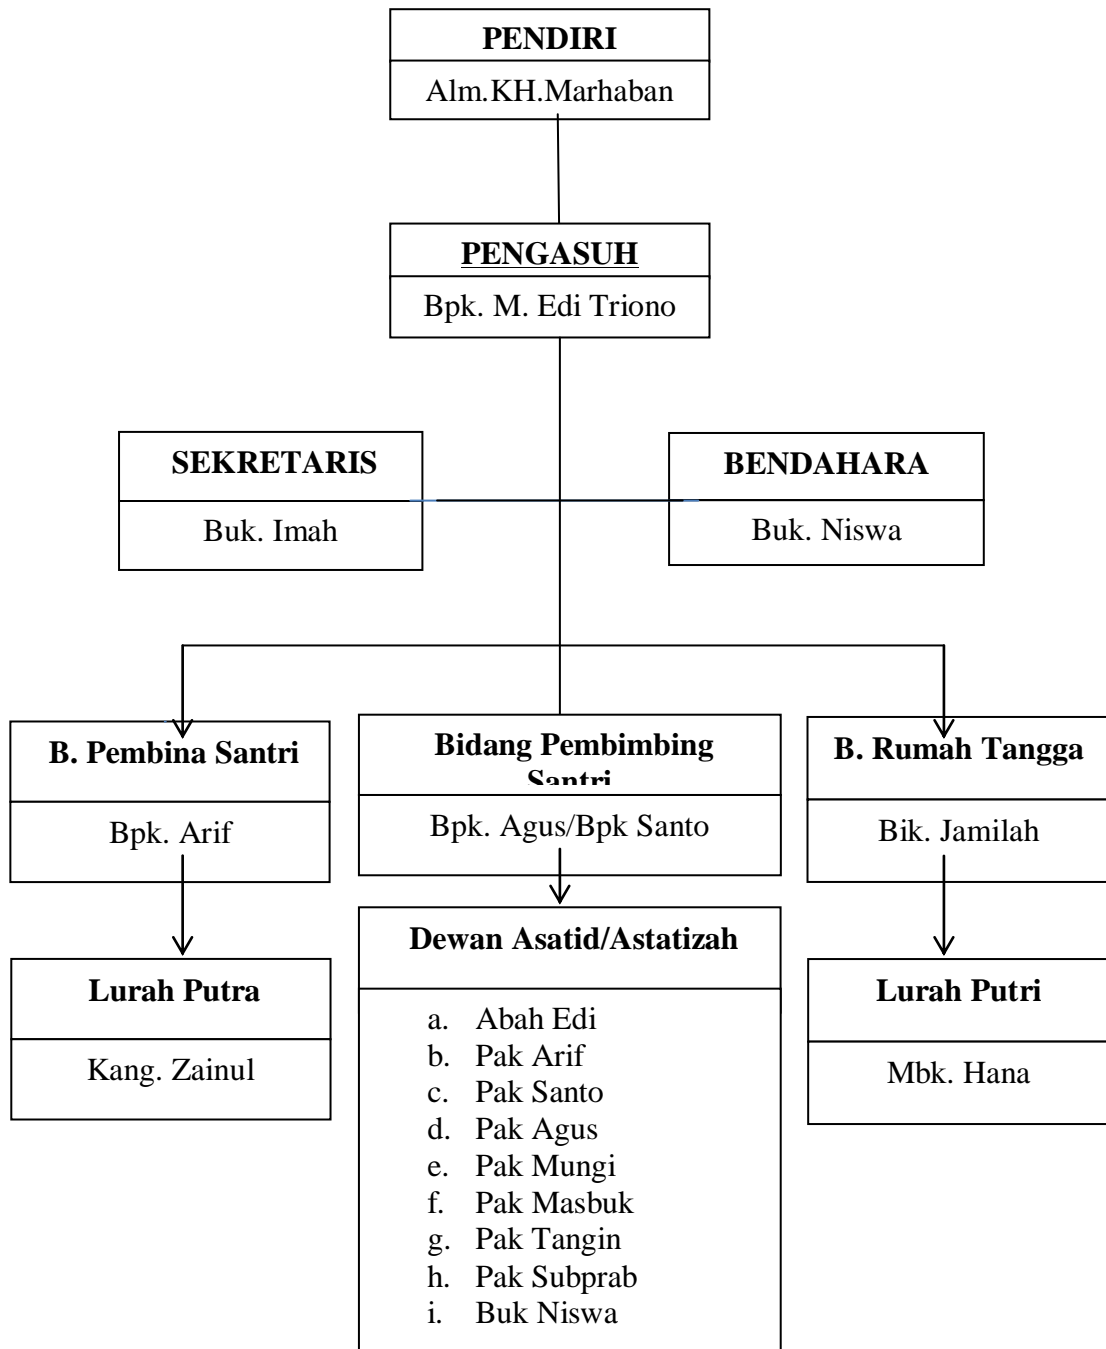 PENDIRI
Alm.KH.Marhaban
PENGASUH
Bpk. M. Edi Triono
SEKRETARIS
Buk. Imah
BENDAHARA
Buk. Niswa
B. Pembina Santri
Bpk. Arif
Bidang Pembimbing
Santri
Bpk. Agus/Bpk Santo
B. Rumah Tangga
Bik. Jamilah
Lurah Putra
Kang. Zainul
Dewan Asatid/Astatizah
a. Abah Edi
b. Pak Arif
c. Pak Santo
d. Pak Agus
e. Pak Mungi
f. Pak Masbuk
g. Pak Tangin
h. Pak Subprab
i. Buk Niswa
Lurah Putri
Mbk. Hana